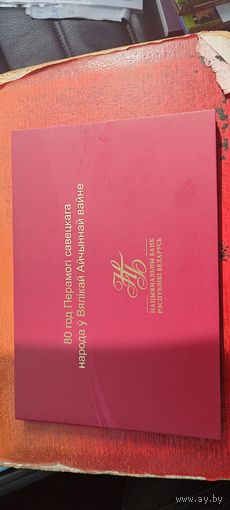 80 год Перамогі савецкага
народа ў Вялікай Айчыннай вайне
НАЦЫЯНАЛЬНЫ БАНК
РЭСПУБЛІКІ БЕЛАРУСЬ
www.ay.by